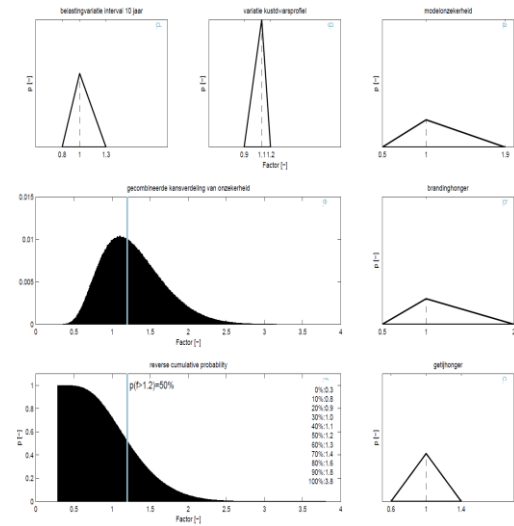 belastingvariatie interval 10 jaar
variatie kustdwarsprofiel
modelonzekerheid
p [--]
0.8 1 1.3
p [--]
0.9 1.1 1.2
Factor [--]
p [--]
0.5 1 1.9
gecombineerde kansverdeling van onzekerheid
0.015
0.01
0.005
0
0 0.5 1 1.5 2 2.5 3 3.5 4
p [--]
Factor [--]
brandinghonger
p [--]
0.5 1 2
reverse cumulative probability
p(f>1.2)=50%
1
0.8
0.6
0.4
0.2
0
0 0.5 1 1.5 2 2.5 3 3.5 4
p [--]
Factor [--]
0%:0.3
10%:0.8
20%:0.9
30%:1.0
40%:1.1
50%:1.2
60%:1.3
70%:1.4
80%:1.6
90%:1.8
100%:3.8
getijhonger
p [--]
0.6 1 1.4